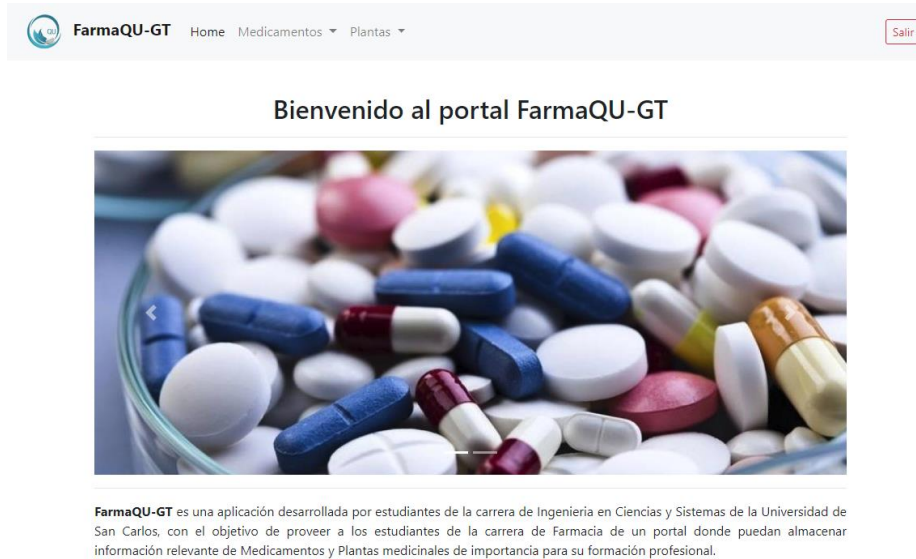 QU
FarmaQU-GT Home Medicamentos Plantas Salir
Bienvenido al portal FarmaQU-GT
FarmaQU-GT es una aplicación desarrollada por estudiantes de la carrera de Ingenieria en Ciencias y Sistemas de la Universidad de
San Carlos, con el objetivo de proveer a los estudiantes de la carrera de Farmacia de un portal donde puedan almacenar
información relevante de Medicamentos y Plantas medicinales de importancia para su formación profesional.